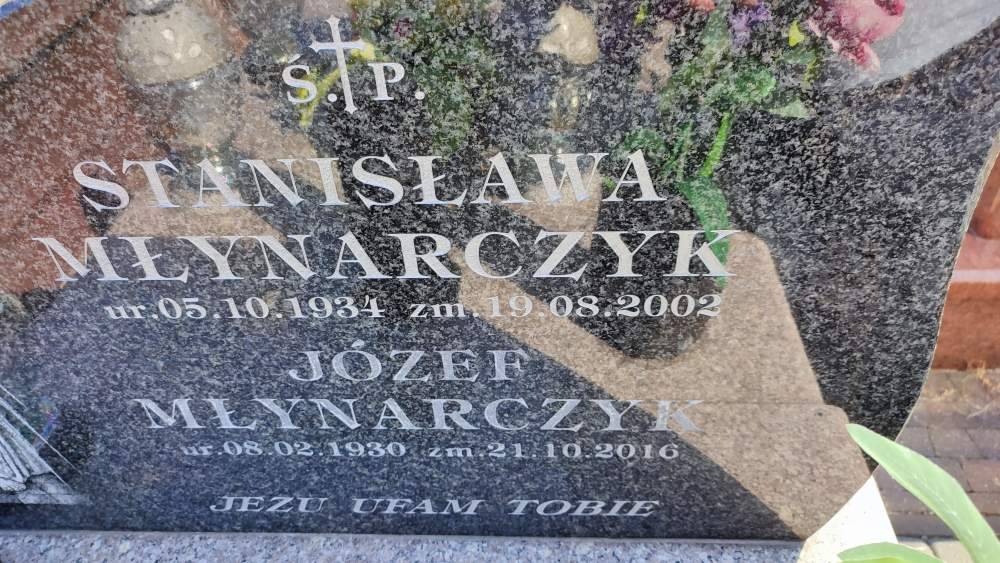 Ś.P.
STANISŁAWA
MŁYNARCZYK
ur.05.10.1934 zm.19.08.2002
JÓZEF
MŁYNARCZYK
ur.08.02.1930 zm.21.10.2016
JEZU UFAM TOBIE